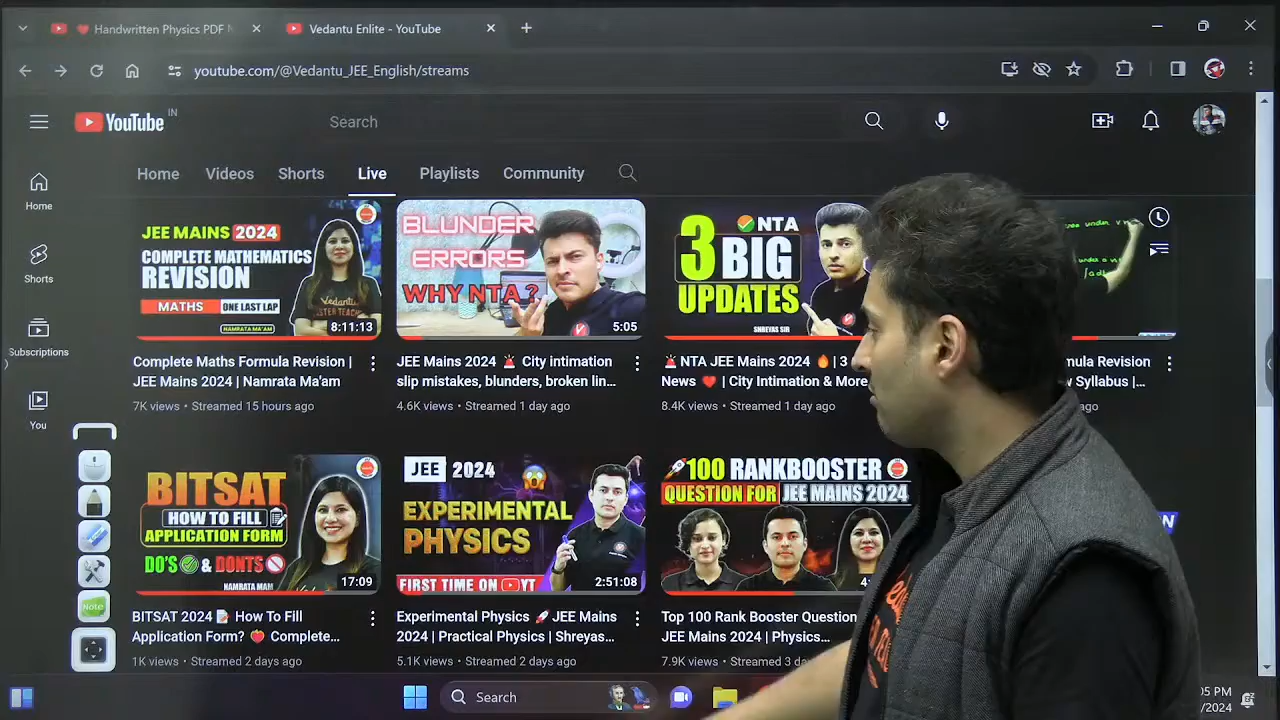 Handwritten Physics PDF
Vedantu Enlite - YouTube
youtube.com/@Vedantu_JEE_English/streams
YouTube IN
Search
Home Videos Shorts Live Playlists Community
Home
Shorts
Subscriptions
You
JEE MAINS 2024
COMPLETE MATHEMATICS
REVISION
MATHS ONE LAST LAP
NAMRATA MA'AM
Vedantu
8:11:13
Complete Maths Formula Revision |
JEE Mains 2024 | Namrata Ma'am
7K views • Streamed 15 hours ago
BLUNDER
ERRORS
WHY NTA ?
5:05
JEE Mains 2024 🚨 City intimation
slip mistakes, blunders, broken lin...
4.6K views • Streamed 1 day ago
NTA
3 BIG
UPDATES
SHREYAS SIR
🚨 NTA JEE Mains 2024 🔥 | 3
News ❤️ | City Intimation & More
8.4K views • Streamed 1 day ago
Revision
Syllabus |...
ago
BITSAT
HOW TO FILL
APPLICATION FORM
DO'S & DONTS
NAMRATA MAM
17:09
BITSAT 2024 📝 How To Fill
Application Form? 🍅 Complete...
1K views • Streamed 2 days ago
JEE 2024
EXPERIMENTAL
PHYSICS
FIRST TIME ON YT
2:51:08
Experimental Physics 🚀 JEE Mains
2024 | Practical Physics | Shreyas...
5.1K views • Streamed 2 days ago
100 RANKBOOSTER
QUESTION FOR JEE MAINS 2024
Top 100 Rank Booster Question
JEE Mains 2024 | Physics...
7.9K views • Streamed
Note
Search
05 PM
/2024